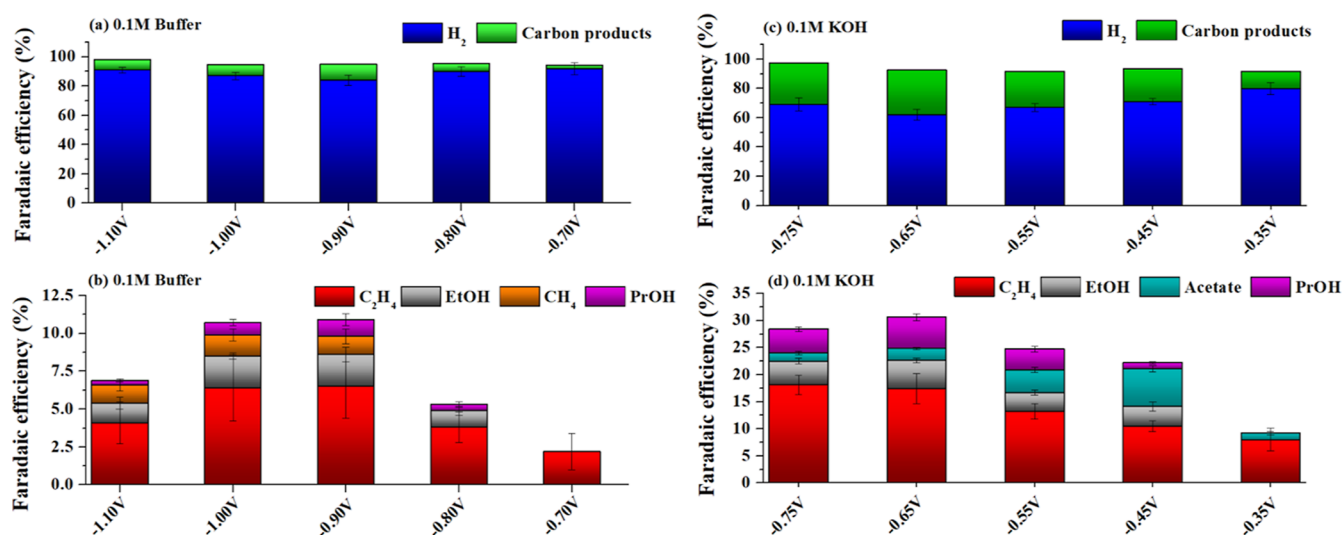 (a) 0.1M Buffer
H₂ Carbon products
Faradaic efficiency (%)
100
80
60
40
20
0
-1.10V -1.00V -0.90V -0.80V -0.70V
(c) 0.1M KOH
H₂ Carbon products
Faradaic efficiency (%)
100
80
60
40
20
0
-0.75V -0.65V -0.55V -0.45V -0.35V
(b) 0.1M Buffer
C₂H₄ EtOH CH₄ PrOH
Faradaic efficiency (%)
12.5
10.0
7.5
5.0
2.5
0.0
-1.10V -1.00V -0.90V -0.80V -0.70V
(d) 0.1M KOH
C₂H₄ EtOH Acetate PrOH
Faradaic efficiency (%)
35
30
25
20
15
10
5
0
-0.75V -0.65V -0.55V -0.45V -0.35V